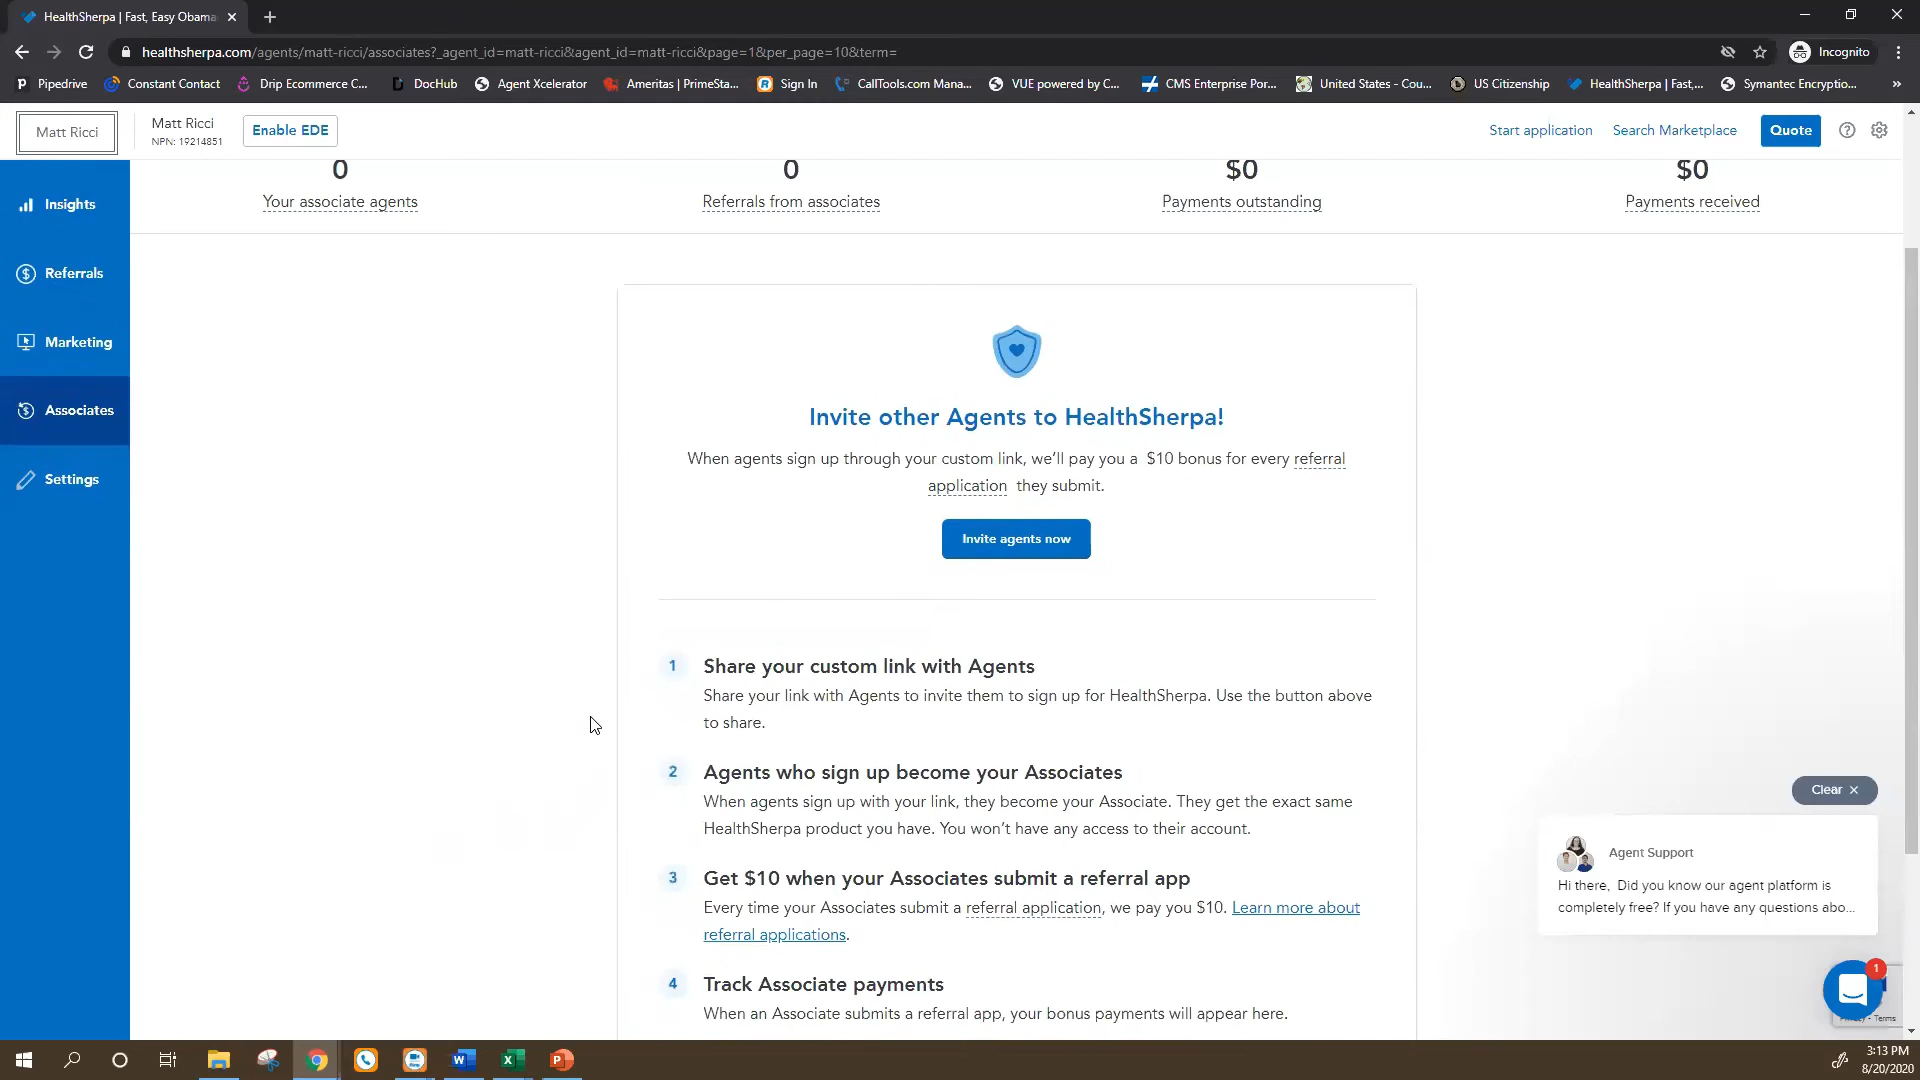 HealthSherpa | Fast, Easy Obama
healthsherpa.com/agents/matt-ricci/associates?_agent_id=matt-ricci&agent_id=matt-ricci&page=1&per_page=10&term=
Incognito
Pipedrive
Constant Contact
Drip Ecommerce C...
DocHub
Agent Xcelerator
Ameritas | PrimeSta...
Sign In
CallTools.com Mana...
VUE powered by C...
CMS Enterprise Por...
United States - Cou...
US Citizenship
HealthSherpa | Fast,...
Symantec Encryptio...
»
Matt Ricci
Matt Ricci
NPN: 19214851
Enable EDE
Start application
Search Marketplace
Quote
0
Your associate agents
0
Referrals from associates
$0
Payments outstanding
$0
Payments received
Insights
Referrals
Marketing
Associates
Settings
Invite other Agents to HealthSherpa!
When agents sign up through your custom link, we'll pay you a $10 bonus for every referral
application they submit.
Invite agents now
1 Share your custom link with Agents
Share your link with Agents to invite them to sign up for HealthSherpa. Use the button above
to share.
2 Agents who sign up become your Associates
When agents sign up with your link, they become your Associate. They get the exact same
HealthSherpa product you have. You won't have any access to their account.
3 Get $10 when your Associates submit a referral app
Every time your Associates submit a referral application, we pay you $10. Learn more about
referral applications.
4 Track Associate payments
When an Associate submits a referral app, your bonus payments will appear here.
Clear ×
Agent Support
Hi there, Did you know our agent platform is
completely free? If you have any questions abo...
1
Privacy - Terms
3:13 PM
8/20/2020